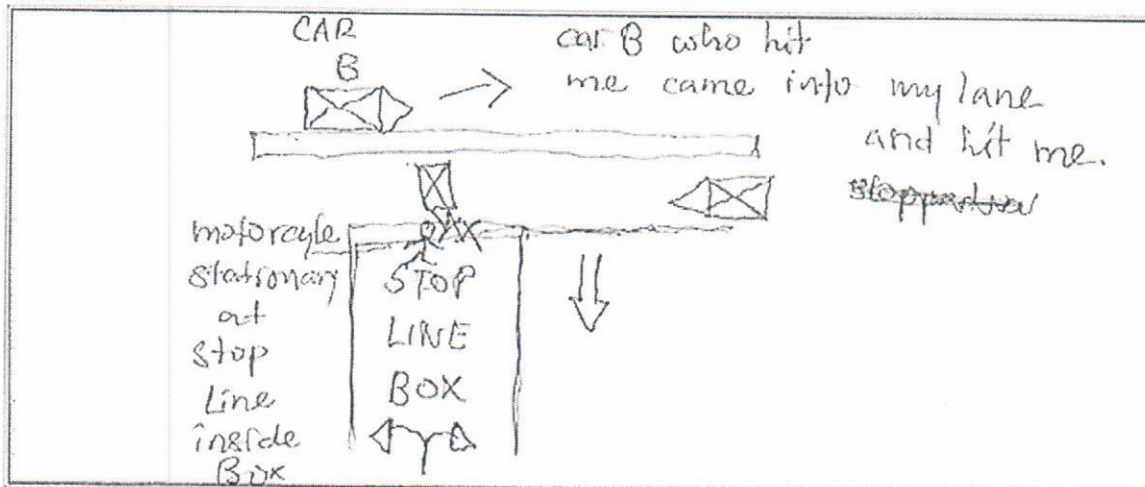 CAR
B
car B who hit
me came into my lane
and hit me.
motorcyle
stationary
at
stop
Line
inside
Box
STOP
LINE
BOX